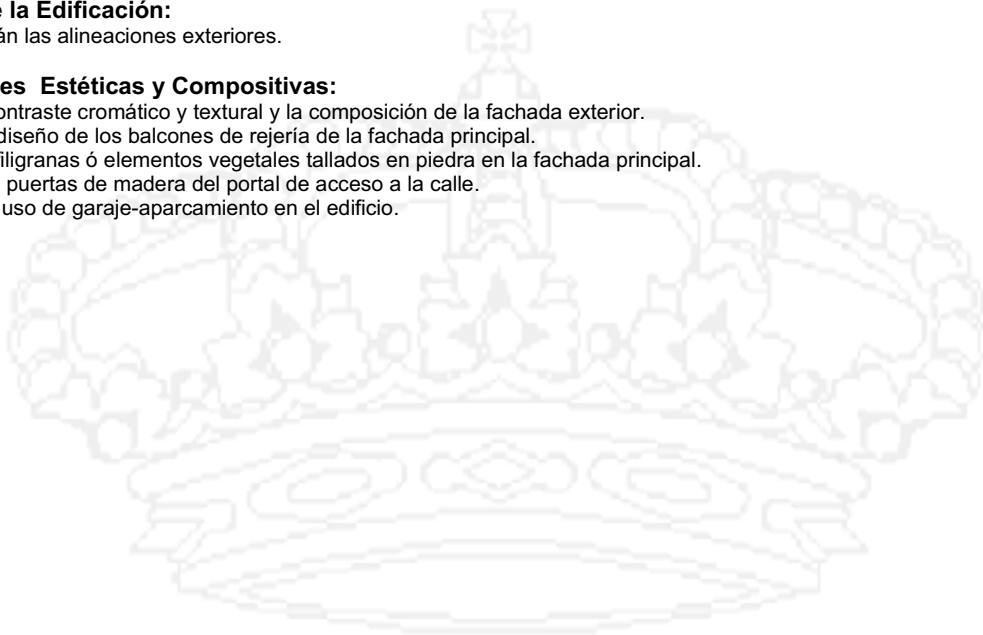 e la Edificación:
án las alineaciones exteriores.
es Estéticas y Compositivas:
ontraste cromático y textural y la composición de la fachada exterior.
diseño de los balcones de rejería de la fachada principal.
filigranas ó elementos vegetales tallados en piedra en la fachada principal.
puertas de madera del portal de acceso a la calle.
uso de garaje-aparcamiento en el edificio.